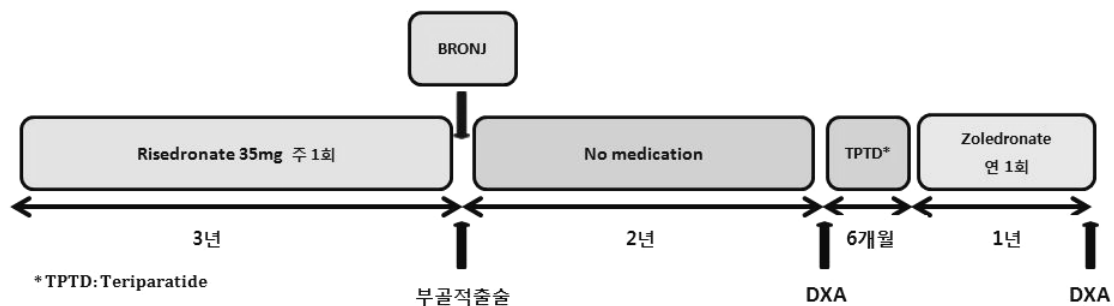 BRONJ
Risedronate 35mg 주 1회
No medication
TPTD*
Zoledronate
연 1회
3년
2년
6개월
1년
* TPTD: Teriparatide
부골적출술
DXA
DXA